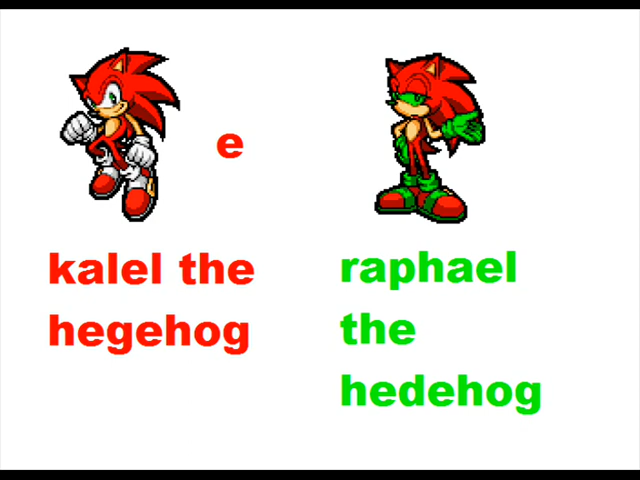 e
kalel the
hegehog
raphael
the
hedehog